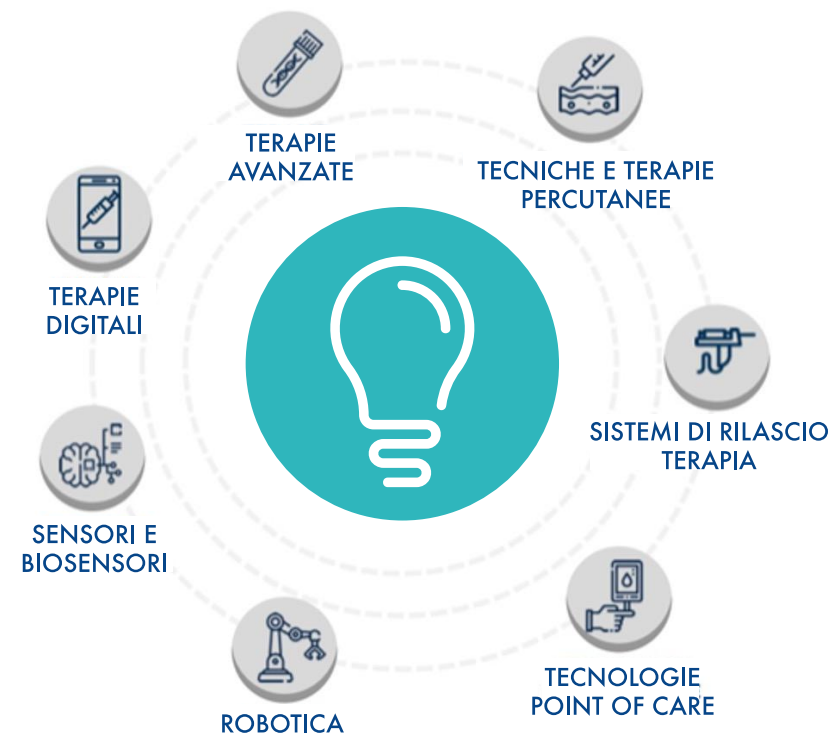 TERAPIE
AVANZATE
TECNICHE E TERAPIE
PERCUTANEE
TERAPIE
DIGITALI
SISTEMI DI RILASCIO
TERAPIA
SENSORI E
BIOSENSORI
TECNOLOGIE
POINT OF CARE
ROBOTICA